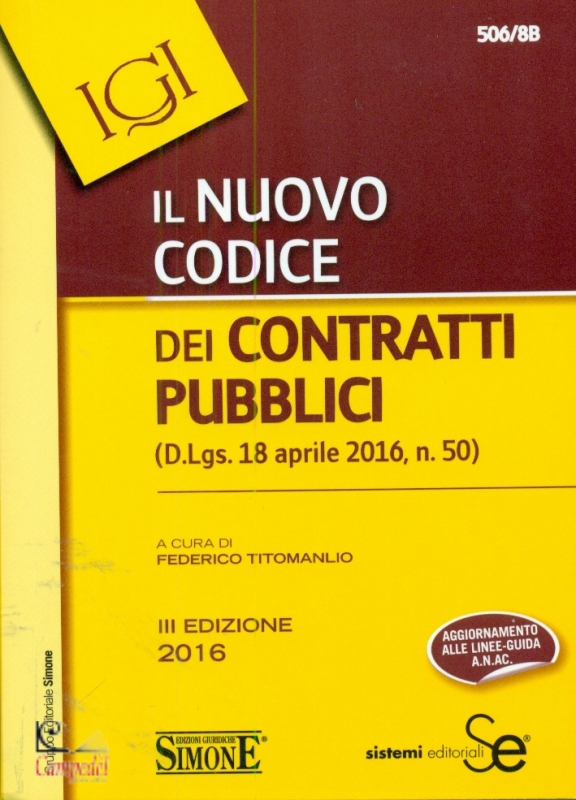 506/8B
IGI
IL NUOVO
CODICE
DEI CONTRATTI
PUBBLICI
(D.Lgs. 18 aprile 2016, n. 50)
A CURA DI
FEDERICO TITOMANLIO
III EDIZIONE
2016
AGGIORNAMENTO
ALLE LINEE-GUIDA
A.N.AC.
Gruppo Editoriale Simone
EDIZIONI GIURIDICHE
SIMONE®
sistemi editoriali Se®